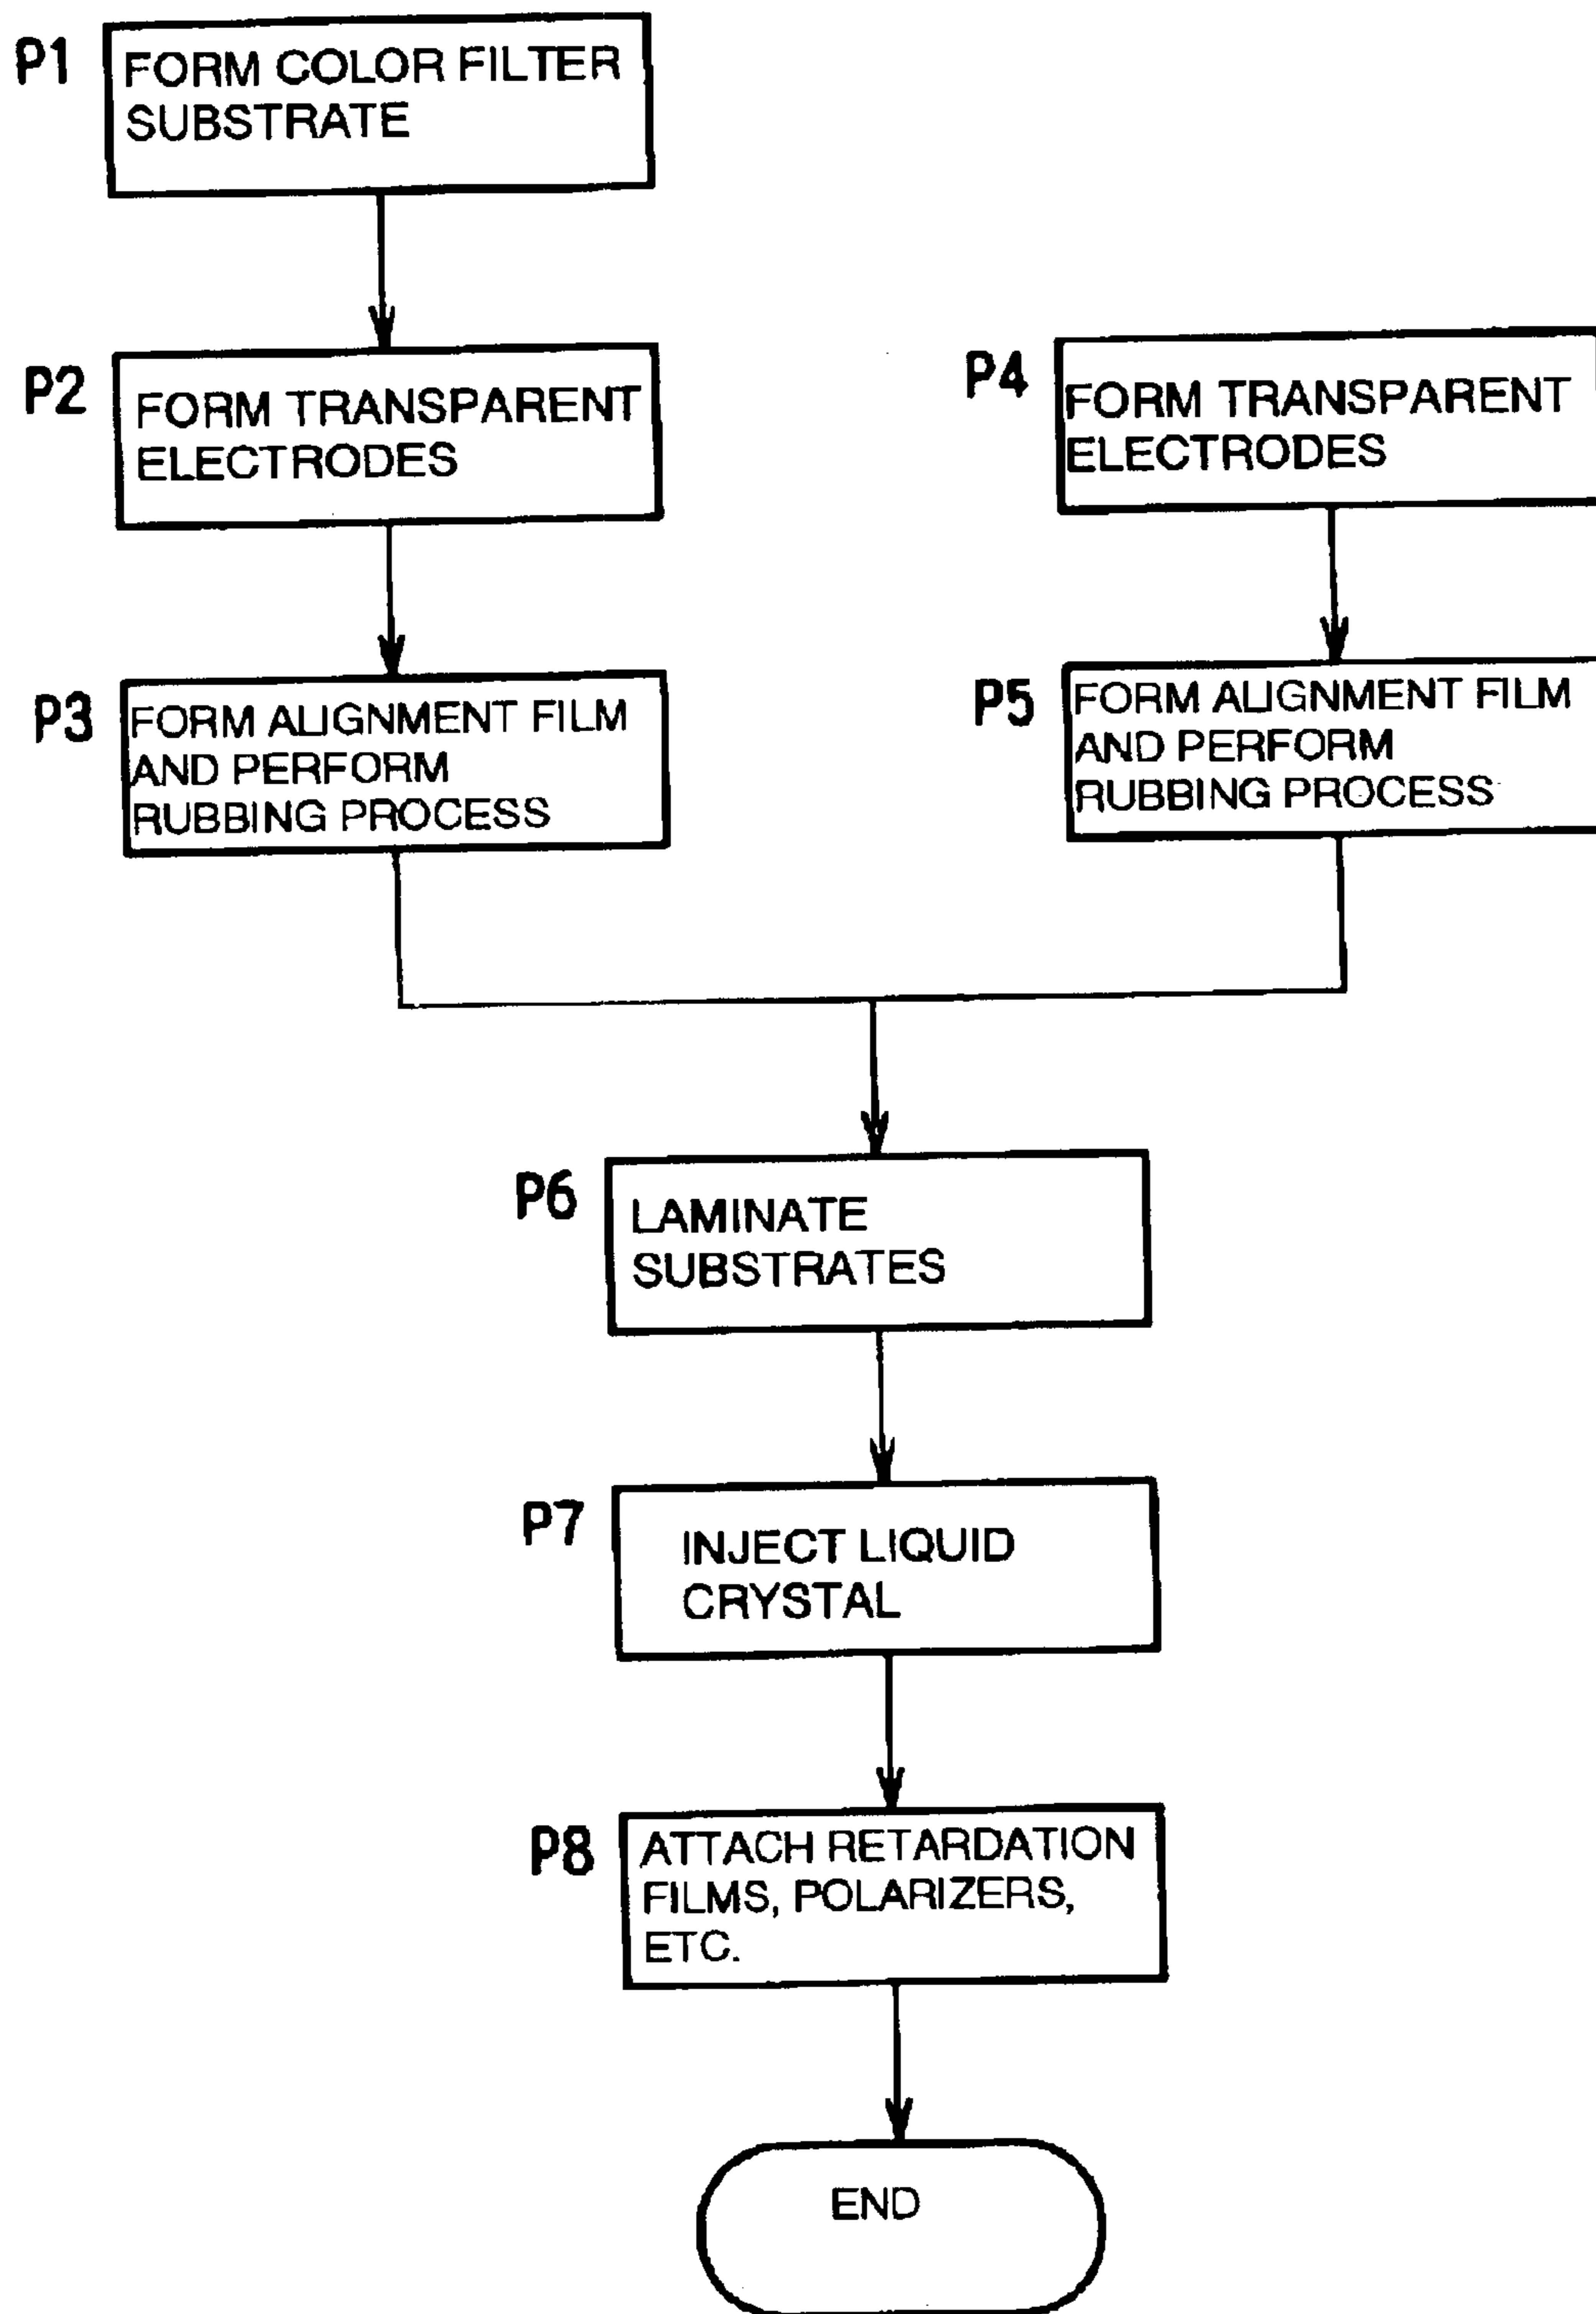 P1
FORM COLOR FILTER
SUBSTRATE
P2
FORM TRANSPARENT
ELECTRODES
P4
FORM TRANSPARENT
ELECTRODES
P3
FORM ALIGNMENT FILM
AND PERFORM
RUBBING PROCESS
P5
FORM ALIGNMENT FILM
AND PERFORM
RUBBING PROCESS
P6
LAMINATE
SUBSTRATES
P7
INJECT LIQUID
CRYSTAL
P8
ATTACH RETARDATION
FILMS, POLARIZERS,
ETC.
END